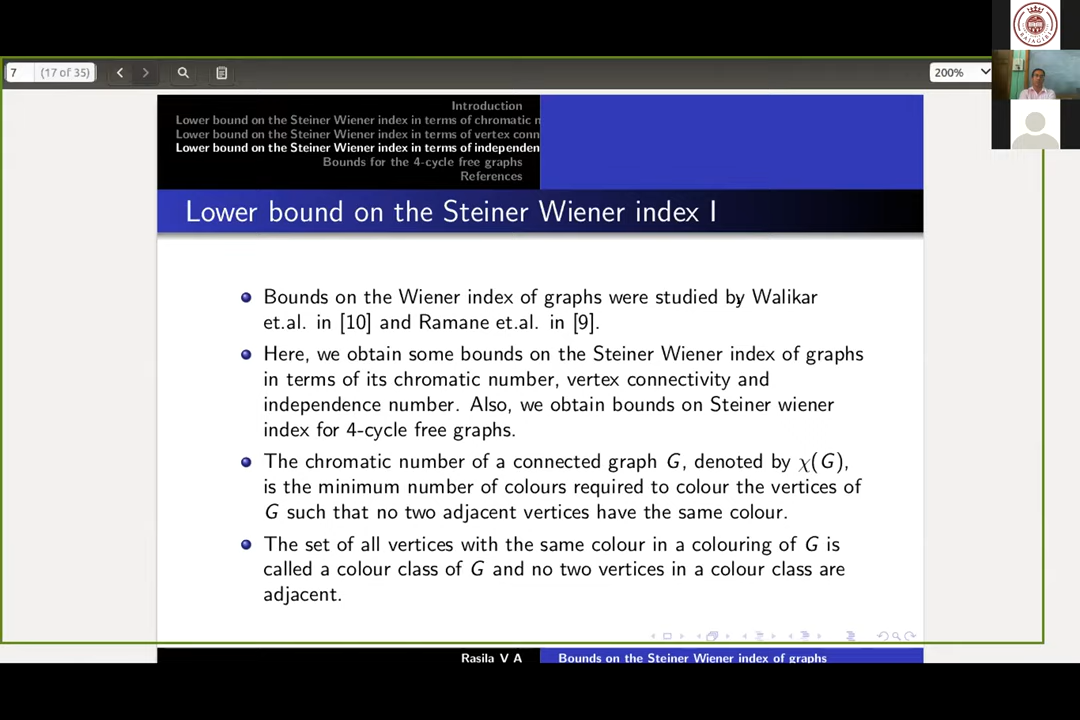 7 (17 of 35)
200%
Introduction
Lower bound on the Steiner Wiener index in terms of chromatic n
Lower bound on the Steiner Wiener index in terms of vertex conn
Lower bound on the Steiner Wiener index in terms of independen
Bounds for the 4-cycle free graphs
References
Lower bound on the Steiner Wiener index I
Bounds on the Wiener index of graphs were studied by Walikar
et.al. in [10] and Ramane et.al. in [9].
Here, we obtain some bounds on the Steiner Wiener index of graphs
in terms of its chromatic number, vertex connectivity and
independence number. Also, we obtain bounds on Steiner wiener
index for 4-cycle free graphs.
The chromatic number of a connected graph G, denoted by χ(G),
is the minimum number of colours required to colour the vertices of
G such that no two adjacent vertices have the same colour.
The set of all vertices with the same colour in a colouring of G is
called a colour class of G and no two vertices in a colour class are
adjacent.
Rasila V A
Bounds on the Steiner Wiener index of graphs